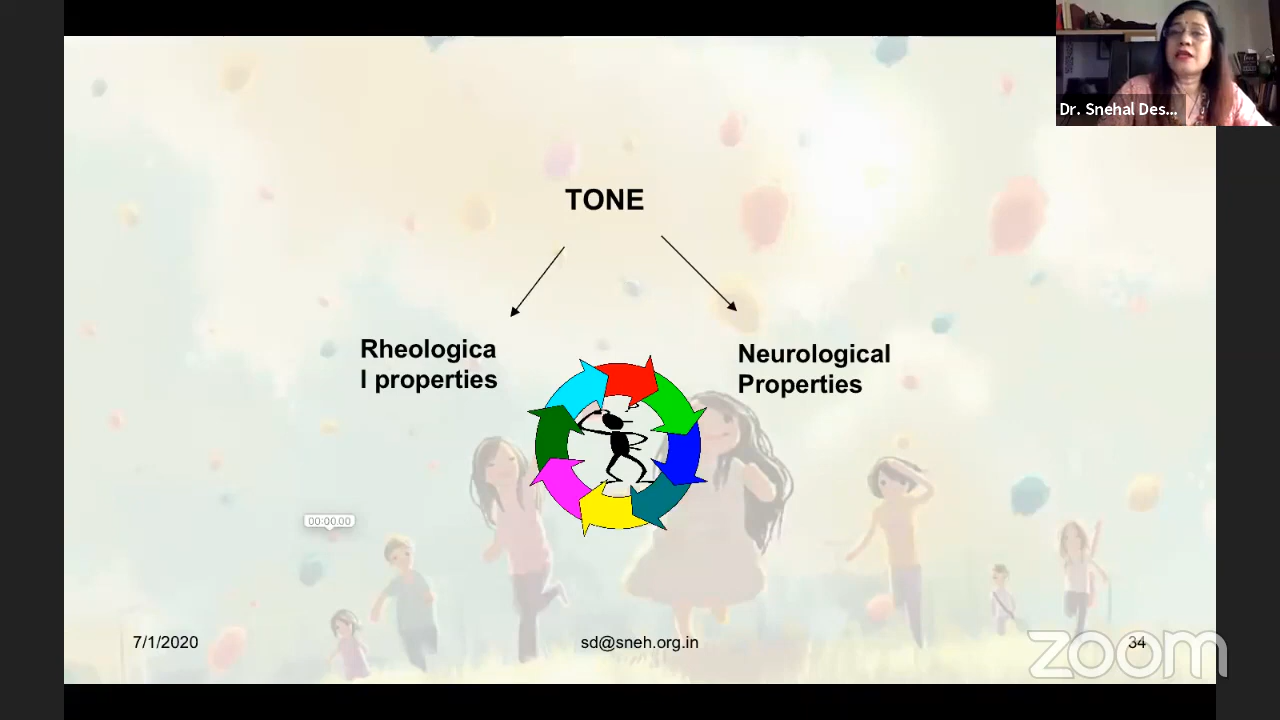 Dr. Snehal Des...
TONE
Rheologica
l properties
Neurological
Properties
00:00.00
7/1/2020
sd@sneh.org.in
34
zoom